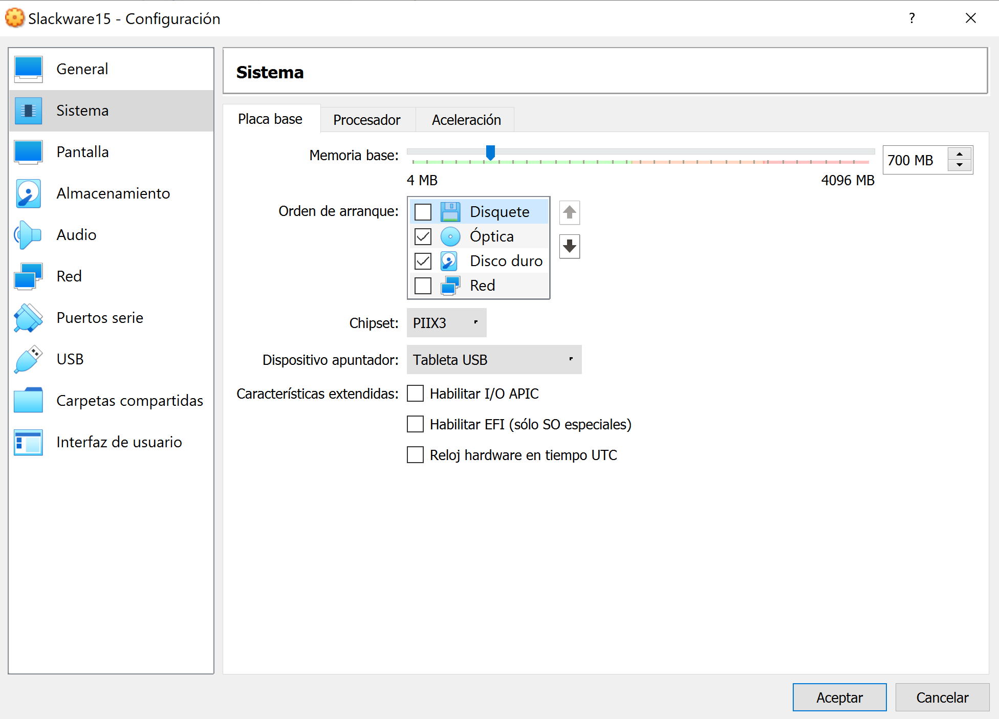 Slackware15 - Configuración
?
General
Sistema
Pantalla
Almacenamiento
Audio
Red
Puertos serie
USB
Carpetas compartidas
Interfaz de usuario
Sistema
Placa base
Procesador
Aceleración
Memoria base:
700 MB
4 MB
4096 MB
Orden de arranque:
Disquete
Óptica
Disco duro
Red
Chipset:
PIIX3
Dispositivo apuntador:
Tableta USB
Características extendidas:
Habilitar I/O APIC
Habilitar EFI (sólo SO especiales)
Reloj hardware en tiempo UTC
Aceptar
Cancelar